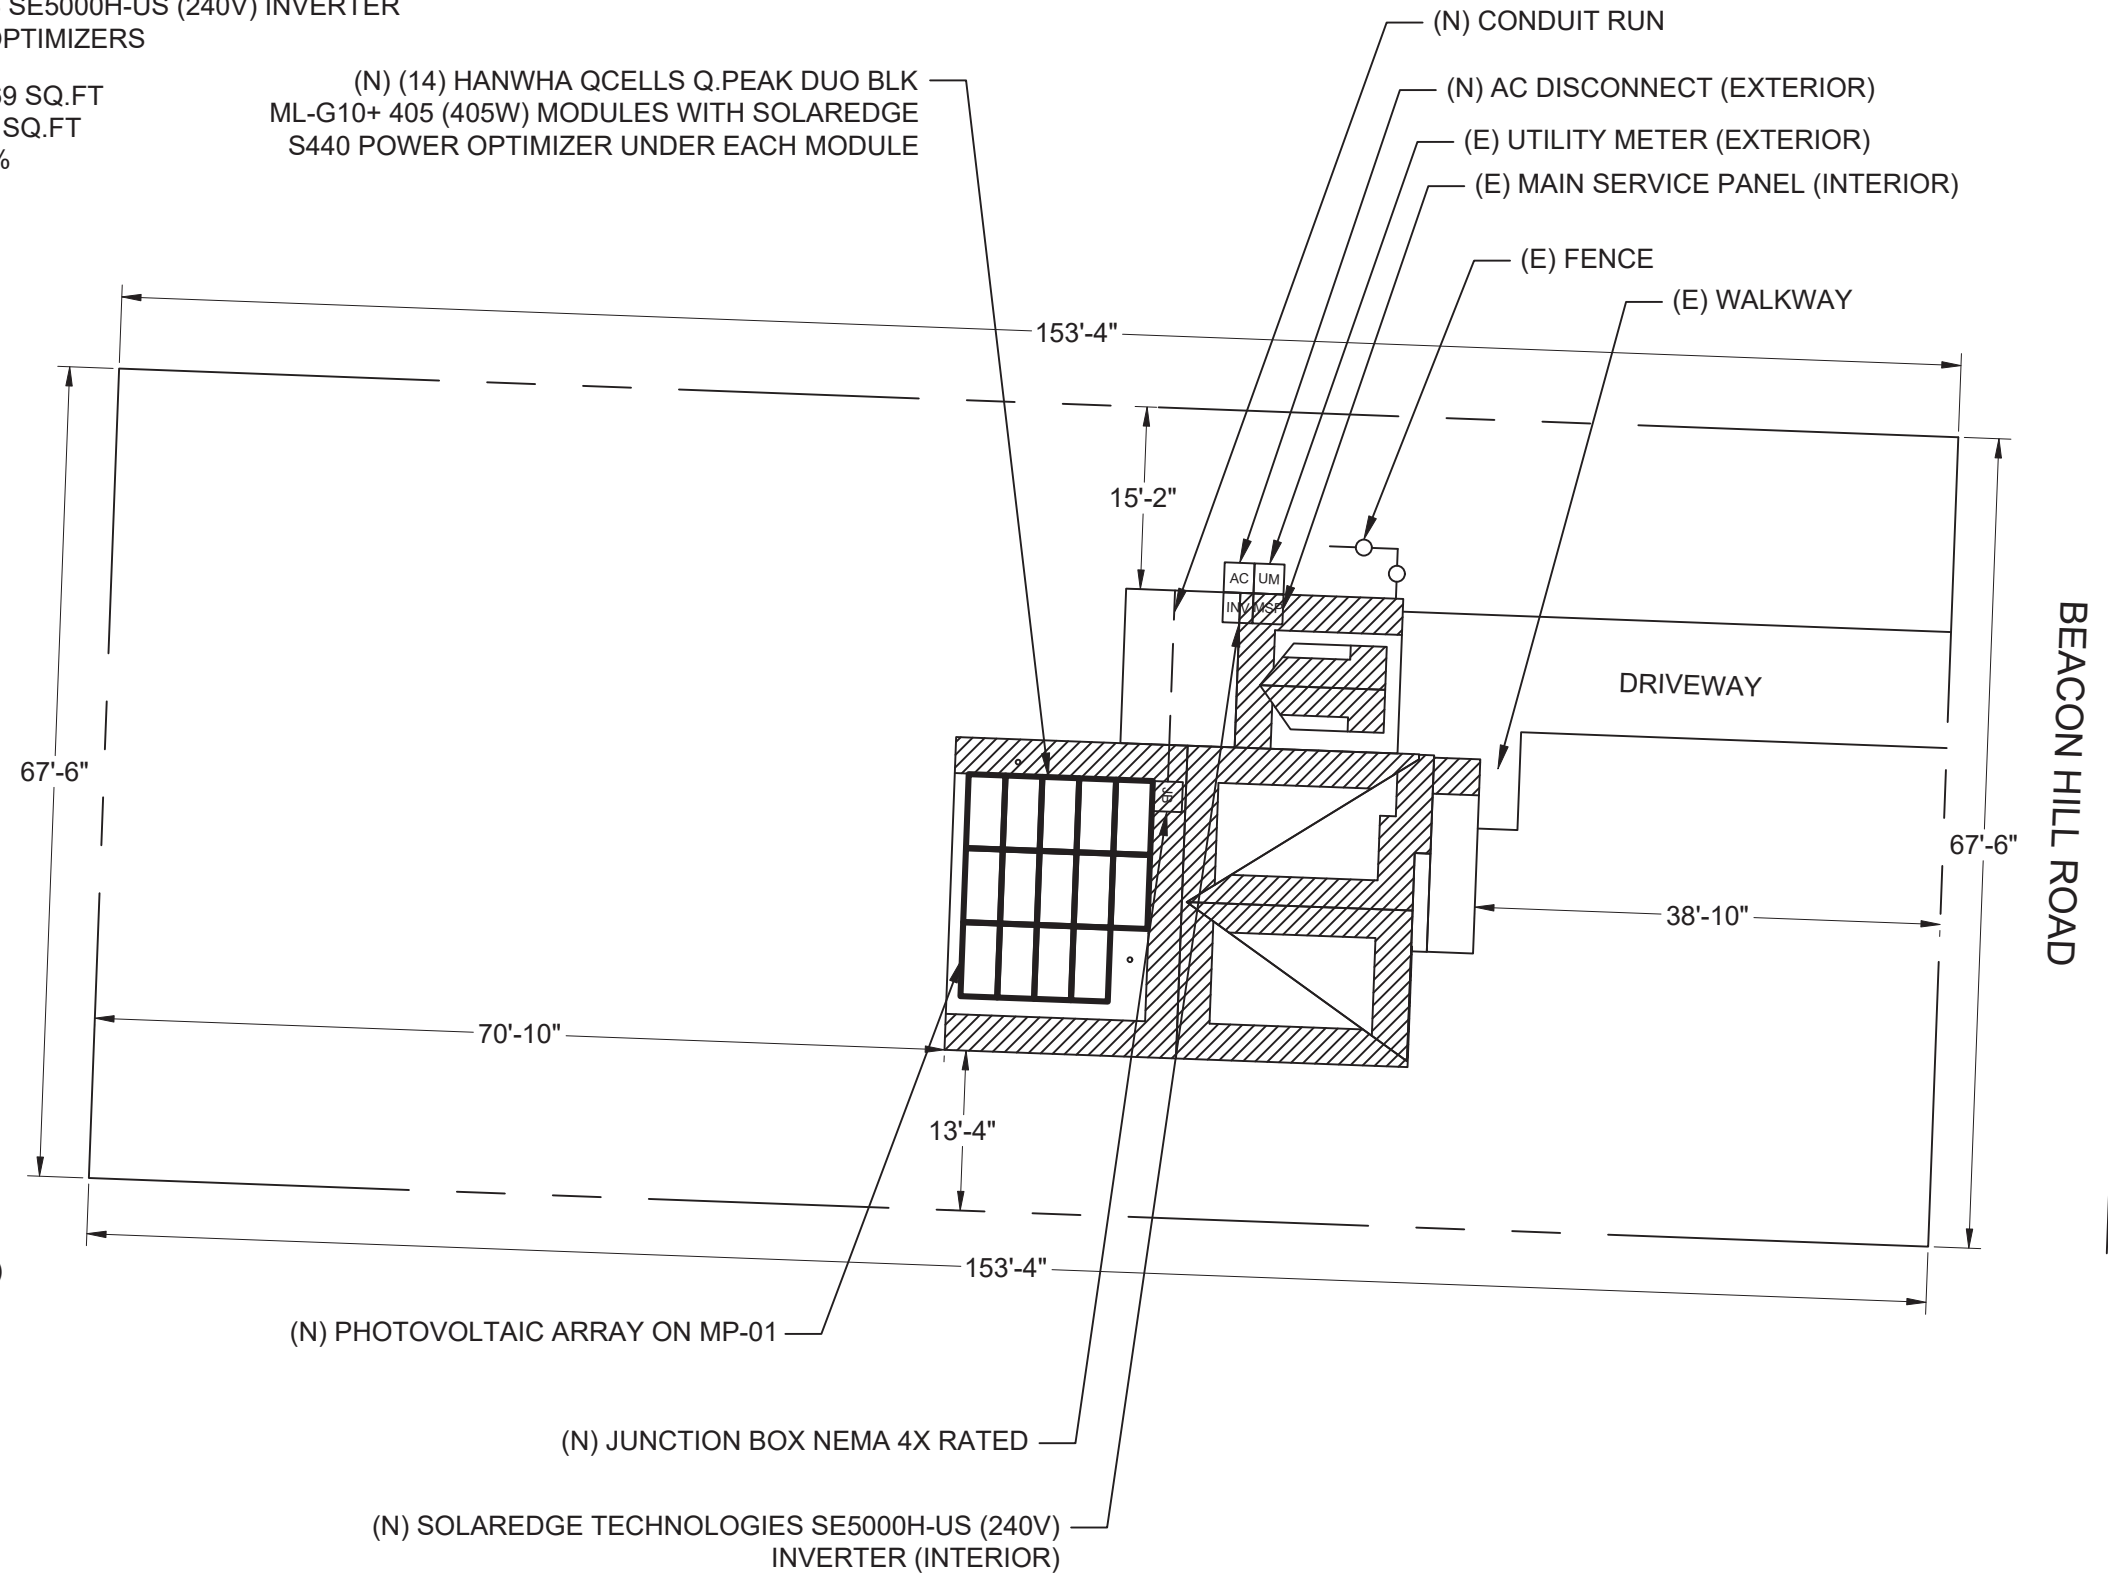 SE5000H-US (240V) INVERTER
OPTIMIZERS
SQ.FT
SQ.FT
%
(N) (14) HANWHA QCELLS Q.PEAK DUO BLK
ML-G10+ 405 (405W) MODULES WITH SOLAREDGE
S440 POWER OPTIMIZER UNDER EACH MODULE
(N) CONDUIT RUN
(N) AC DISCONNECT (EXTERIOR)
(E) UTILITY METER (EXTERIOR)
(E) MAIN SERVICE PANEL (INTERIOR)
(E) FENCE
(E) WALKWAY
153'-4"
15'-2"
AC UM
INV MSP
DRIVEWAY
BEACON HILL ROAD
67'-6"
JB
67'-6"
38'-10"
70'-10"
13'-4"
153'-4"
)
(N) PHOTOVOLTAIC ARRAY ON MP-01
(N) JUNCTION BOX NEMA 4X RATED
(N) SOLAREDGE TECHNOLOGIES SE5000H-US (240V)
INVERTER (INTERIOR)